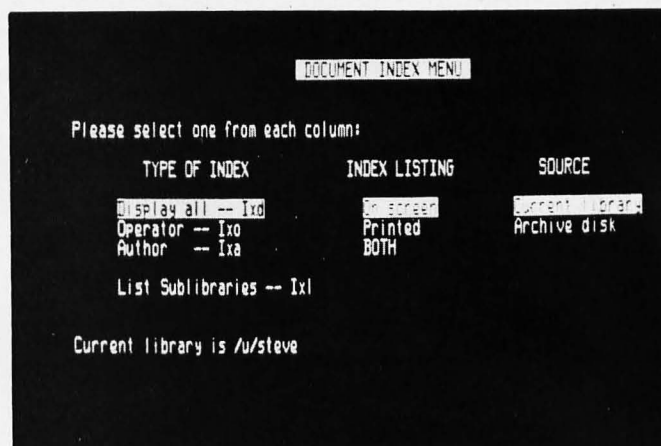 DOCUMENT INDEX MENU
Please select one from each column:
TYPE OF INDEX INDEX LISTING SOURCE
Display all -- Ixd On screen Current library
Operator -- Ixo Printed Archive disk
Author -- Ixa BOTH
List Sublibraries -- Ixl
Current library is /u/steve